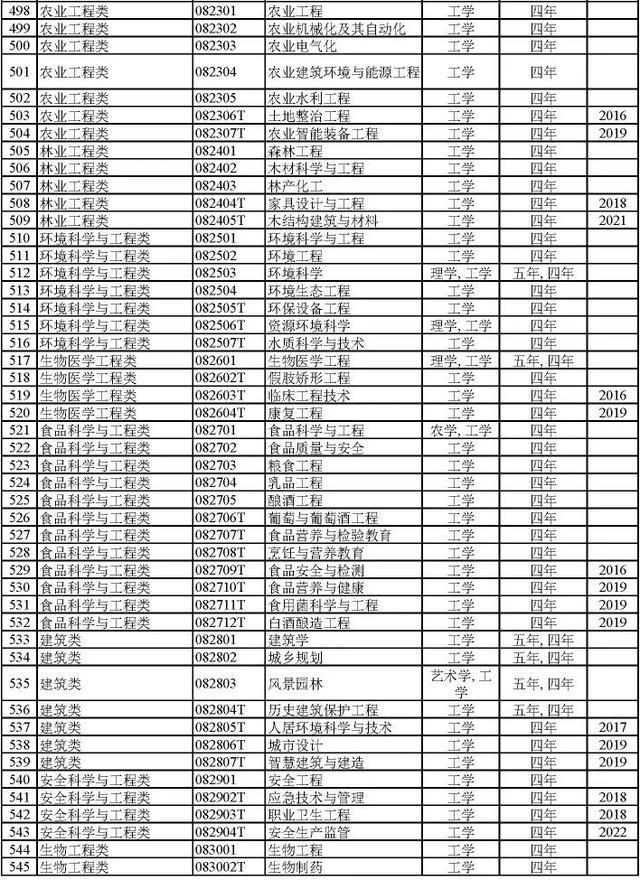 498 农业工程类 082301 农业工程 工学 四年
499 农业工程类 082302 农业机械化及其自动化 工学 四年
500 农业工程类 082303 农业电气化 工学 四年
501 农业工程类 082304 农业建筑环境与能源工程 工学 四年
502 农业工程类 082305 农业水利工程 工学 四年
503 农业工程类 082306T 土地整治工程 工学 四年 2016
504 农业工程类 082307T 农业智能装备工程 工学 四年 2019
505 林业工程类 082401 森林工程 工学 四年
506 林业工程类 082402 木材科学与工程 工学 四年
507 林业工程类 082403 林产化工 工学 四年
508 林业工程类 082404T 家具设计与工程 工学 四年 2018
509 林业工程类 082405T 木结构建筑与材料 工学 四年 2021
510 环境科学与工程类 082501 环境科学与工程 工学 四年
511 环境科学与工程类 082502 环境工程 工学 四年
512 环境科学与工程类 082503 环境科学 理学,工学 五年,四年
513 环境科学与工程类 082504 环境生态工程 工学 四年
514 环境科学与工程类 082505T 环保设备工程 工学 四年
515 环境科学与工程类 082506T 资源环境科学 理学,工学 四年
516 环境科学与工程类 082507T 水质科学与技术 工学 四年
517 生物医学工程类 082601 生物医学工程 理学,工学 五年,四年
518 生物医学工程类 082602T 假肢矫形工程 工学 四年
519 生物医学工程类 082603T 临床工程技术 工学 四年 2016
520 生物医学工程类 082604T 康复工程 工学 四年 2019
521 食品科学与工程类 082701 食品科学与工程 农学,工学 四年
522 食品科学与工程类 082702 食品质量与安全 工学 四年
523 食品科学与工程类 082703 粮食工程 工学 四年
524 食品科学与工程类 082704 乳品工程 工学 四年
525 食品科学与工程类 082705 酿酒工程 工学 四年
526 食品科学与工程类 082706T 葡萄与葡萄酒工程 工学 四年
527 食品科学与工程类 082707T 食品营养与检验教育 工学 四年
528 食品科学与工程类 082708T 烹饪与营养教育 工学 四年
529 食品科学与工程类 082709T 食品安全与检测 工学 四年 2016
530 食品科学与工程类 082710T 食品营养与健康 工学 四年 2019
531 食品科学与工程类 082711T 食用菌科学与工程 工学 四年 2019
532 食品科学与工程类 082712T 白酒酿造工程 工学 四年 2019
533 建筑类 082801 建筑学 工学 五年,四年
534 建筑类 082802 城乡规划 工学 五年,四年
535 建筑类 082803 风景园林 艺术学,工学 五年,四年
536 建筑类 082804T 历史建筑保护工程 工学 五年,四年
537 建筑类 082805T 人居环境科学与技术 工学 四年 2017
538 建筑类 082806T 城市设计 工学 四年 2019
539 建筑类 082807T 智慧建筑与建造 工学 四年 2019
540 安全科学与工程类 082901 安全工程 工学 四年
541 安全科学与工程类 082902T 应急技术与管理 工学 四年 2018
542 安全科学与工程类 082903T 职业卫生工程 工学 四年 2018
543 安全科学与工程类 082904T 安全生产监管 工学 四年 2022
544 生物工程类 083001 生物工程 工学 四年
545 生物工程类 083002T 生物制药 工学 四年